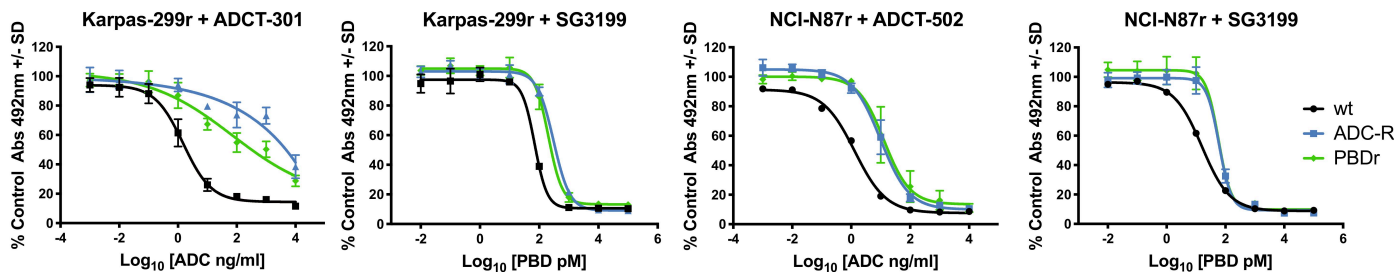 Karpas-299r + ADCT-301
% Control Abs 492nm +/- SD
120
100
80
60
40
20
0
-4 -2 0 2 4
Log10 [ADC ng/ml]
Karpas-299r + SG3199
% Control Abs 492nm +/- SD
120
100
80
60
40
20
0
-2 0 2 4 6
Log10 [PBD pM]
NCI-N87r + ADCT-502
% Control Abs 492nm +/- SD
120
100
80
60
40
20
0
-4 -2 0 2 4
Log10 [ADC ng/ml]
NCI-N87r + SG3199
% Control Abs 492nm +/- SD
120
100
80
60
40
20
0
-2 0 2 4 6
Log10 [PBD pM]
wt
ADC-R
PBDr